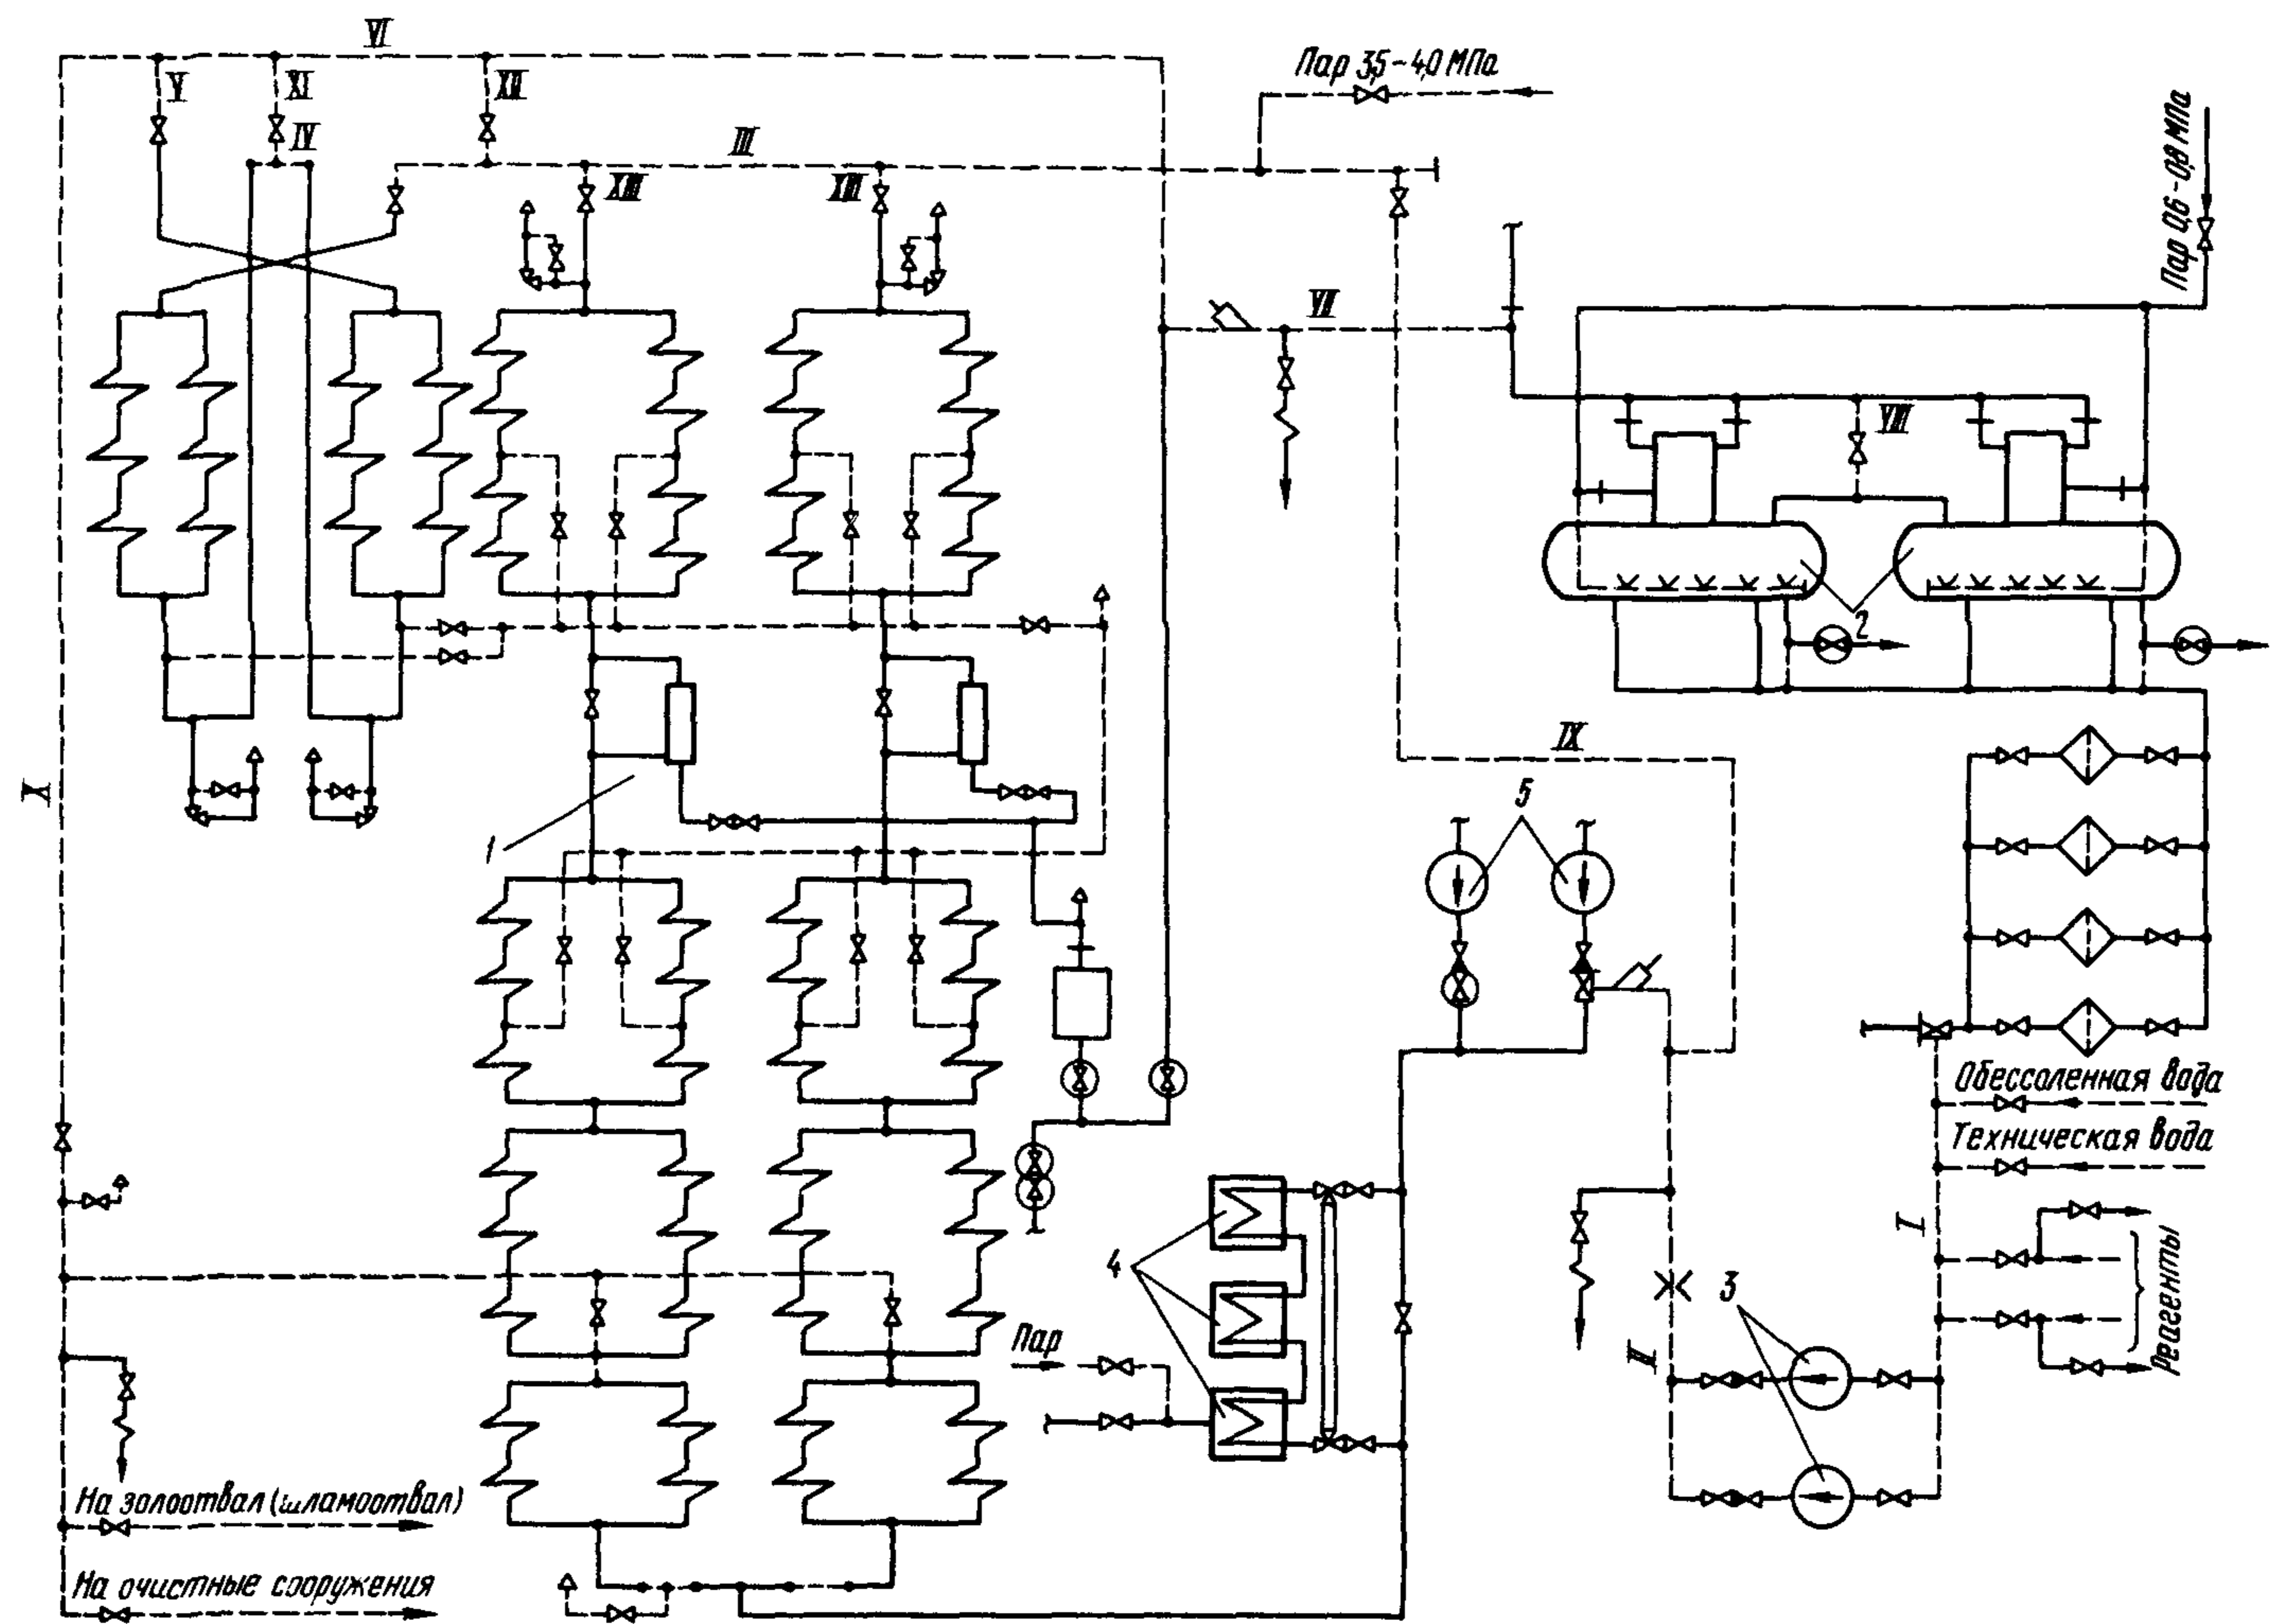 VI
Пар 3,5-4,0 МПа
V
XI
XII
IV
III
XIII
XIII
Пар 0,6-0,8 МПа
VII
VIII
2
IX
X
5
1
Обессоленная вода
Техническая вода
I
4
3
Реагенты
Пар
II
На золоотвал (шламоотвал)
На очистные сооружения